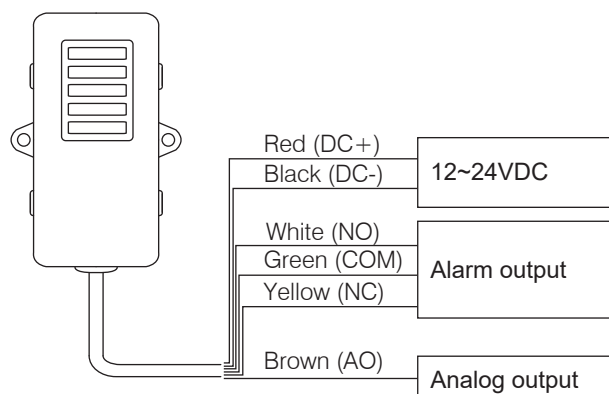 Red (DC+)
Black (DC-)
12~24VDC
White (NO)
Green (COM)
Yellow (NC)
Alarm output
Brown (AO)
Analog output